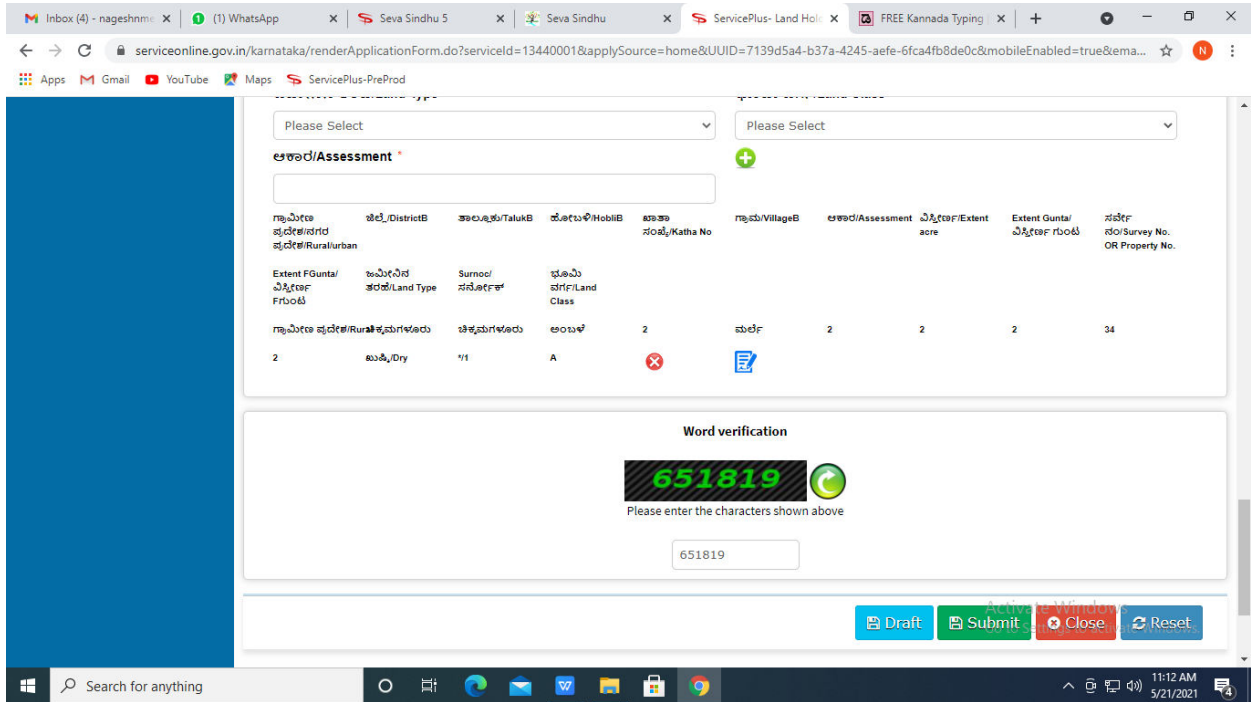 Inbox (4) - nageshnme (1) WhatsApp Seva Sindhu 5 Seva Sindhu ServicePlus- Land Hol FREE Kannada Typing
serviceonline.gov.in/karnataka/renderApplicationForm.do?serviceId=13440001&applySource=home&UUID=7139d5a4-b37a-4245-aefe-6fca4fb8de0c&mobileEnabled=true&ema...
Apps Gmail YouTube Maps ServicePlus-PreProd
Please Select Please Select
ಆಕಾರ/Assessment *
ಗ್ರಾಮೀಣ ಜಿಲ್ಲೆ/DistrictB ತಾಲ್ಲೂಕು/TalukB ಹೋಬಳಿ/HobliB ಖಾತಾ ಗ್ರಾಮ/VillageB ಆಕಾರ/Assessment ವಿಸ್ತೀರ್ಣ/Extent Extent Gunta/ ಸರ್ವೇ
ಪ್ರದೇಶ/ನಗರ ಸಂಖ್ಯೆ/Katha No acre ವಿಸ್ತೀರ್ಣ ಗುಂಟೆ ನಂ/Survey No.
ಪ್ರದೇಶ/Rural/urban OR Property No.
Extent FGunta/ ಜಮೀನಿನ Surnoc/ ಭೂಮಿ
ವಿಸ್ತೀರ್ಣ ತರಹೆ/Land Type ಸರ್ನೋಕ್ ವರ್ಗ/Land
Fಗುಂಟೆ Class
ಗ್ರಾಮೀಣ ಪ್ರದೇಶ/Rural ಚಿಕ್ಕಮಗಳೂರು ಚಿಕ್ಕಮಗಳೂರು ಅಂಬಳೆ 2 ಮರ್ಲೆ 2 2 2 34
2 ಖುಷ್ಕಿ/Dry */1 A
Word verification
651819
Please enter the characters shown above
651819
Activate Windows
Draft Submit Close Reset
Go to Settings to activate Windows.
Search for anything 11:12 AM
5/21/2021
4